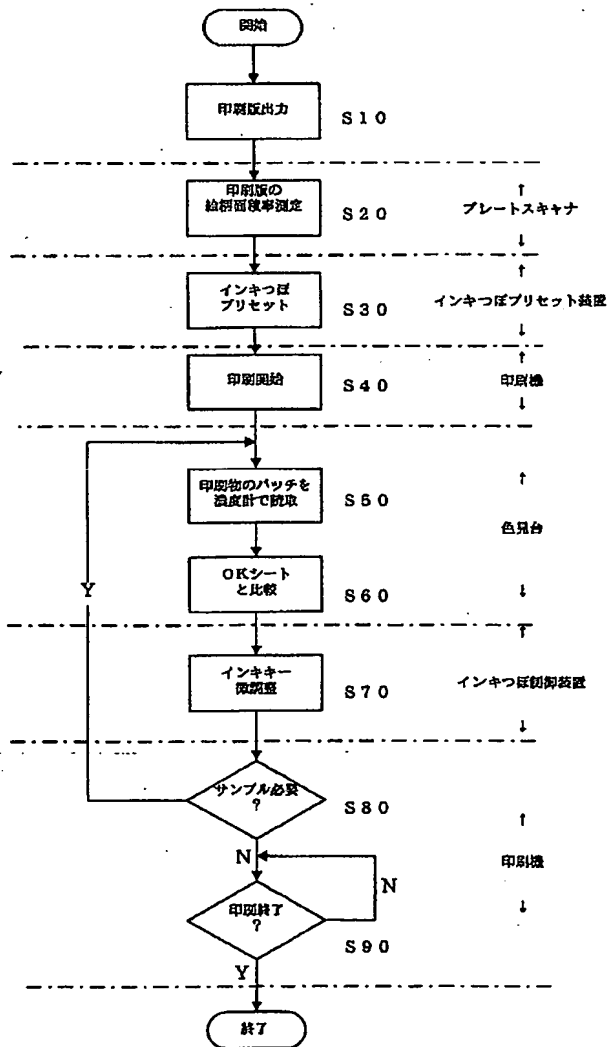 開始
印刷版出力
S10
印刷版の
絵柄面積率測定
S20
↑
プレートスキャナ
↓
インキつぼ
プリセット
S30
↑
インキつぼプリセット装置
↓
印刷開始
S40
↑
印刷機
↓
印刷物のパッチを
濃度計で読取
S50
↑
色見台
OKシート
と比較
S60
↓
Y
インキキー
微調整
S70
↑
インキつぼ制御装置
↓
サンプル必要
?
S80
↑
印刷機
↓
N
N
印刷終了
?
S90
Y
終了